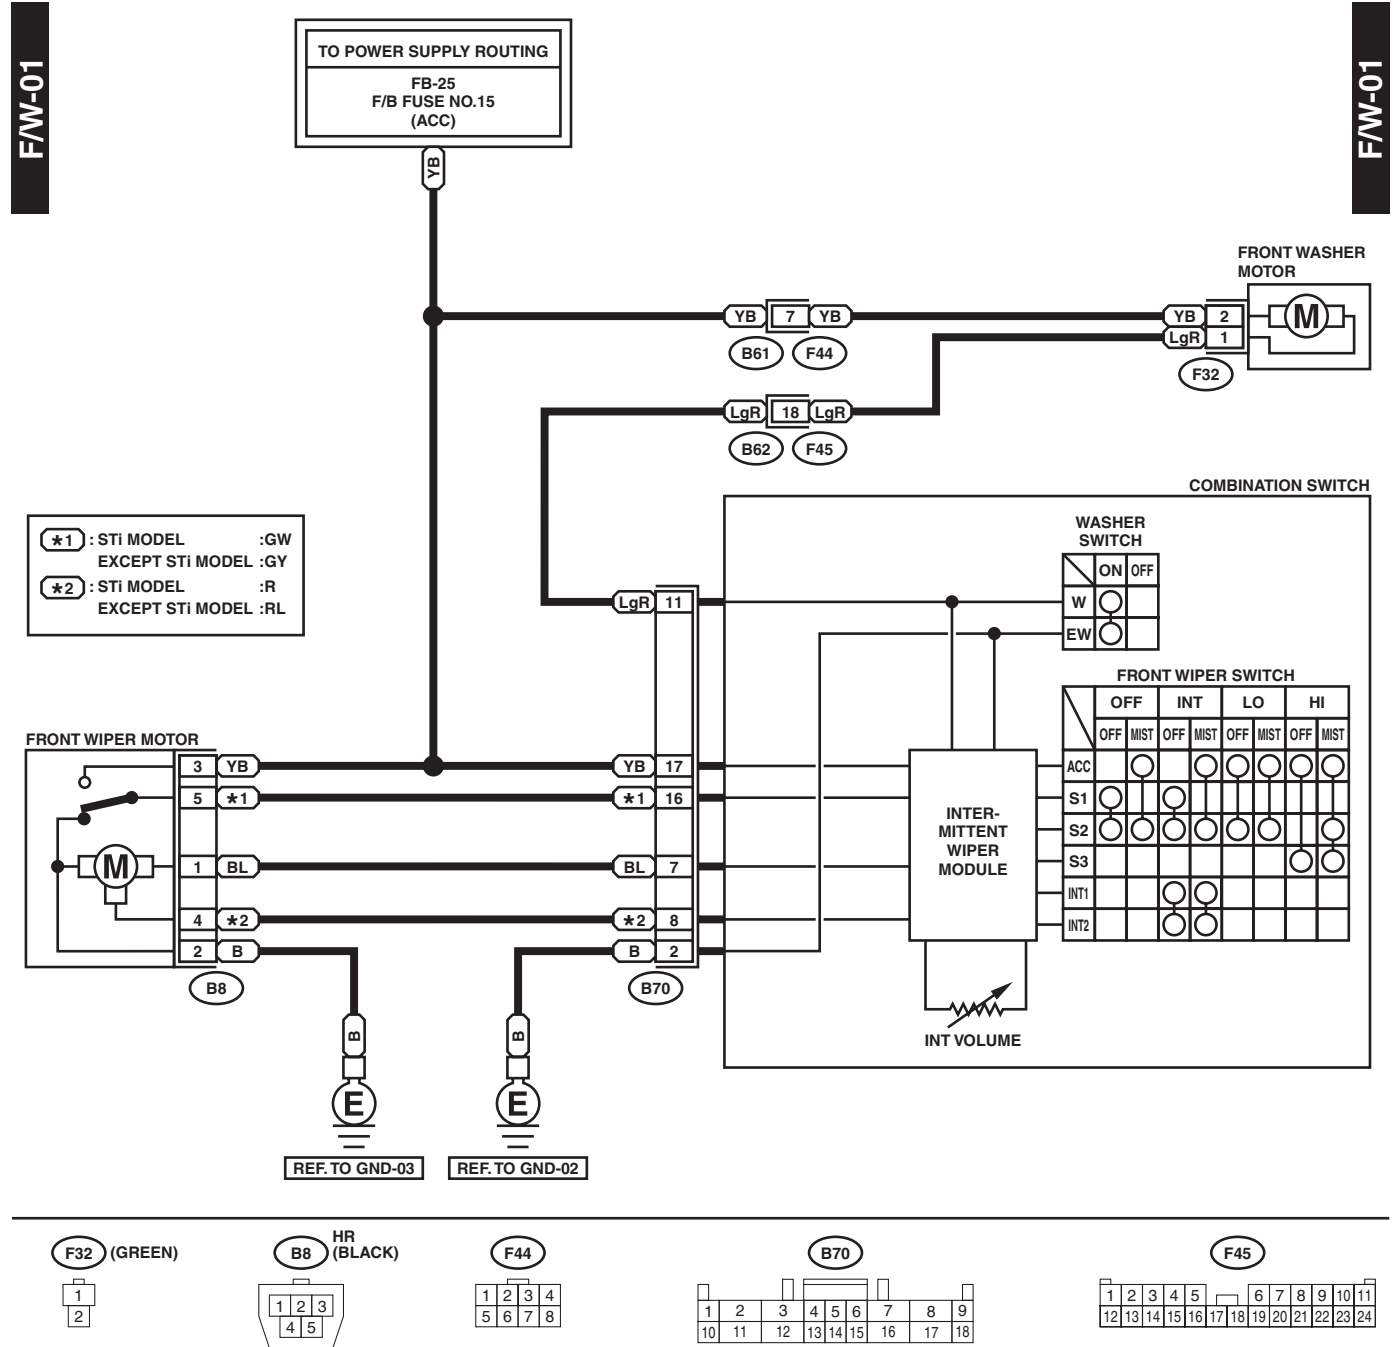 F/W-01
F/W-01
TO POWER SUPPLY ROUTING
FB-25
F/B FUSE NO.15
(ACC)
YB
FRONT WASHER
MOTOR
YB 7 YB
YB 2
M
LgR 1
B61 F44
F32
LgR 18 LgR
B62 F45
COMBINATION SWITCH
*1 : STi MODEL :GW
EXCEPT STi MODEL :GY
*2 : STi MODEL :R
EXCEPT STi MODEL :RL
WASHER
SWITCH
ON OFF
W
EW
LgR 11
FRONT WIPER SWITCH
OFF INT LO HI
OFF MIST OFF MIST OFF MIST OFF MIST
ACC
S1
S2
S3
INT1
INT2
FRONT WIPER MOTOR
3 YB
YB 17
5 *1
*1 16
M
1 BL
BL 7
4 *2
*2 8
2 B
B 2
B8
B70
INTER-
MITTENT
WIPER
MODULE
INT VOLUME
B
B
E
E
REF. TO GND-03
REF. TO GND-02
F32 (GREEN)
1
2
B8 HR
(BLACK)
1 2 3
4 5
F44
1 2 3 4
5 6 7 8
B70
1 2 3 4 5 6 7 8 9
10 11 12 13 14 15 16 17 18
F45
1 2 3 4 5 6 7 8 9 10 11
12 13 14 15 16 17 18 19 20 21 22 23 24